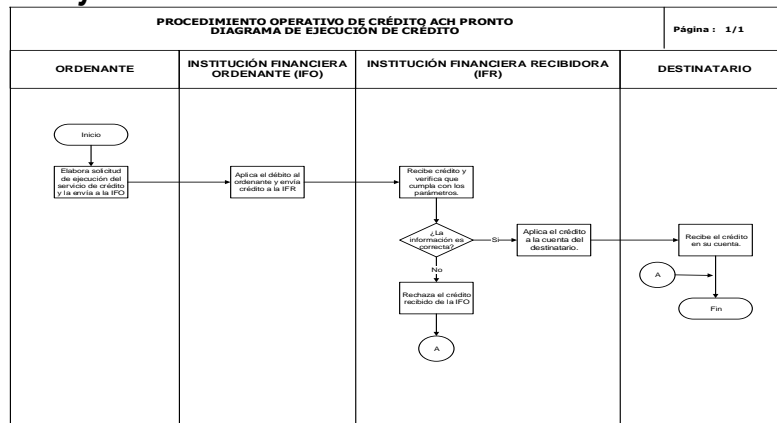 PROCEDIMIENTO OPERATIVO DE CRÉDITO ACH PRONTO
DIAGRAMA DE EJECUCIÓN DE CRÉDITO
Página : 1/1
ORDENANTE
INSTITUCIÓN FINANCIERA
ORDENANTE (IFO)
INSTITUCIÓN FINANCIERA RECIBIDORA
(IFR)
DESTINATARIO
Inicio
Elabora solicitud
de ejecución del
servicio de crédito
y la envía a la IFO
Aplica el débito al
ordenante y envía
crédito a la IFR
Recibe crédito y
verifica que
cumpla con los
parámetros.
¿La
información es
correcta?
Si
Aplica el crédito
a la cuenta del
destinatario.
Recibe el crédito
en su cuenta.
No
A
Rechaza el crédito
recibido de la IFO
Fin
A